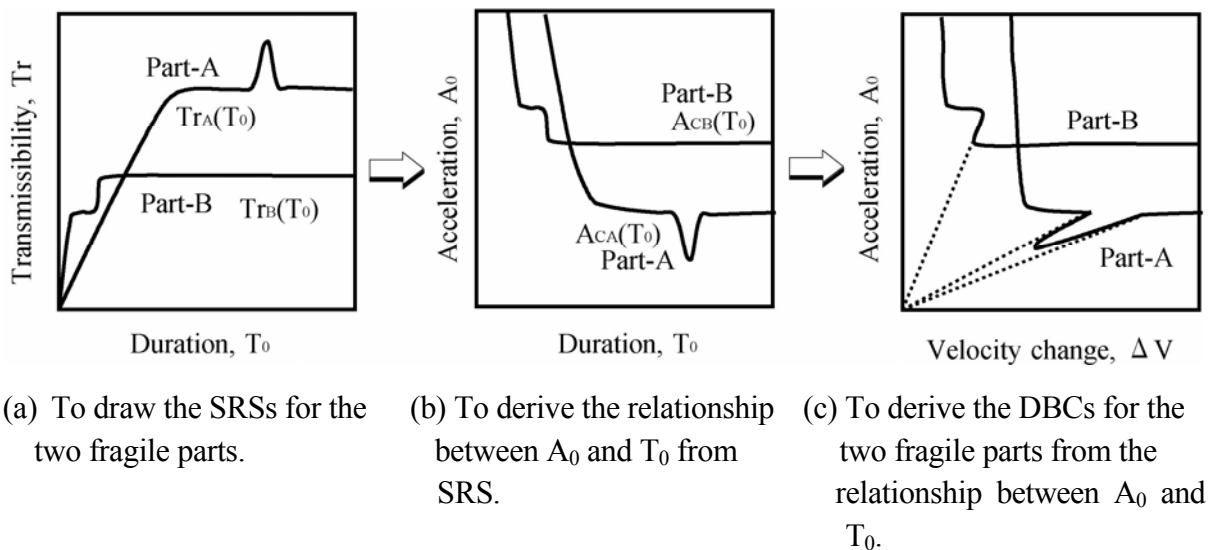 Transmissibility, Tr
Part-A
TrA(T0)
Part-B
TrB(T0)
Duration, T0
Acceleration, A0
Part-B
ACB(T0)
ACA(T0)
Part-A
Duration, T0
Acceleration, A0
Part-B
Part-A
Velocity change, ΔV
(a) To draw the SRSs for the
two fragile parts.
(b) To derive the relationship
between A0 and T0 from
SRS.
(c) To derive the DBCs for the
two fragile parts from the
relationship between A0 and
T0.